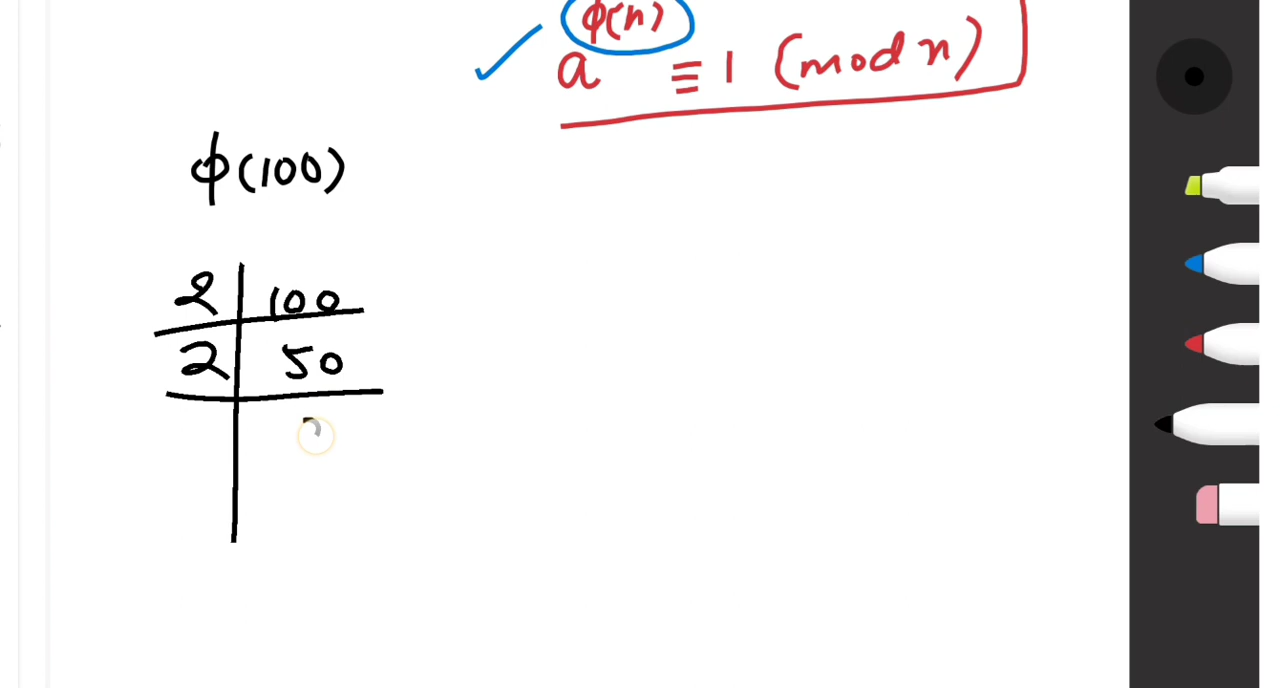 φ(n)
a ≡ 1 (mod n)
φ(100)
2 | 100
2 | 50